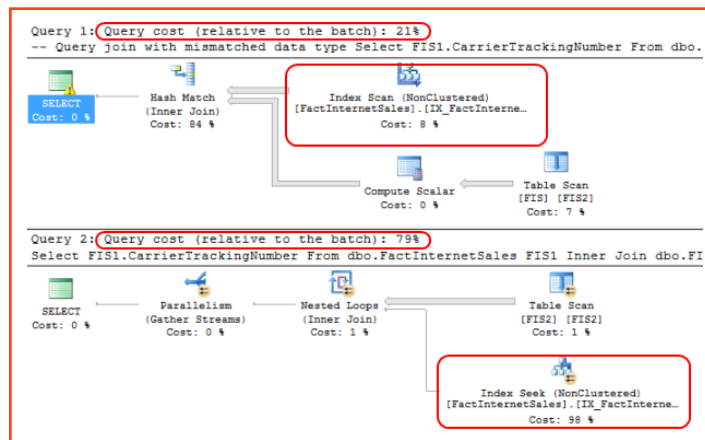 Query 1: Query cost (relative to the batch): 21%
-- Query join with mismatched data type Select FIS1.CarrierTrackingNumber From dbo.
SELECT
Cost: 0 %
Hash Match
(Inner Join)
Cost: 84 %
Index Scan (NonClustered)
[FactInternetSales].[IX_FactInterne…
Cost: 8 %
Compute Scalar
Cost: 0 %
Table Scan
[FIS] [FIS2]
Cost: 7 %
Query 2: Query cost (relative to the batch): 79%
Select FIS1.CarrierTrackingNumber From dbo.FactInternetSales FIS1 Inner Join dbo.FI
SELECT
Cost: 0 %
Parallelism
(Gather Streams)
Cost: 0 %
Nested Loops
(Inner Join)
Cost: 1 %
Table Scan
[FIS2] [FIS2]
Cost: 1 %
Index Seek (NonClustered)
[FactInternetSales].[IX_FactInterne…
Cost: 98 %